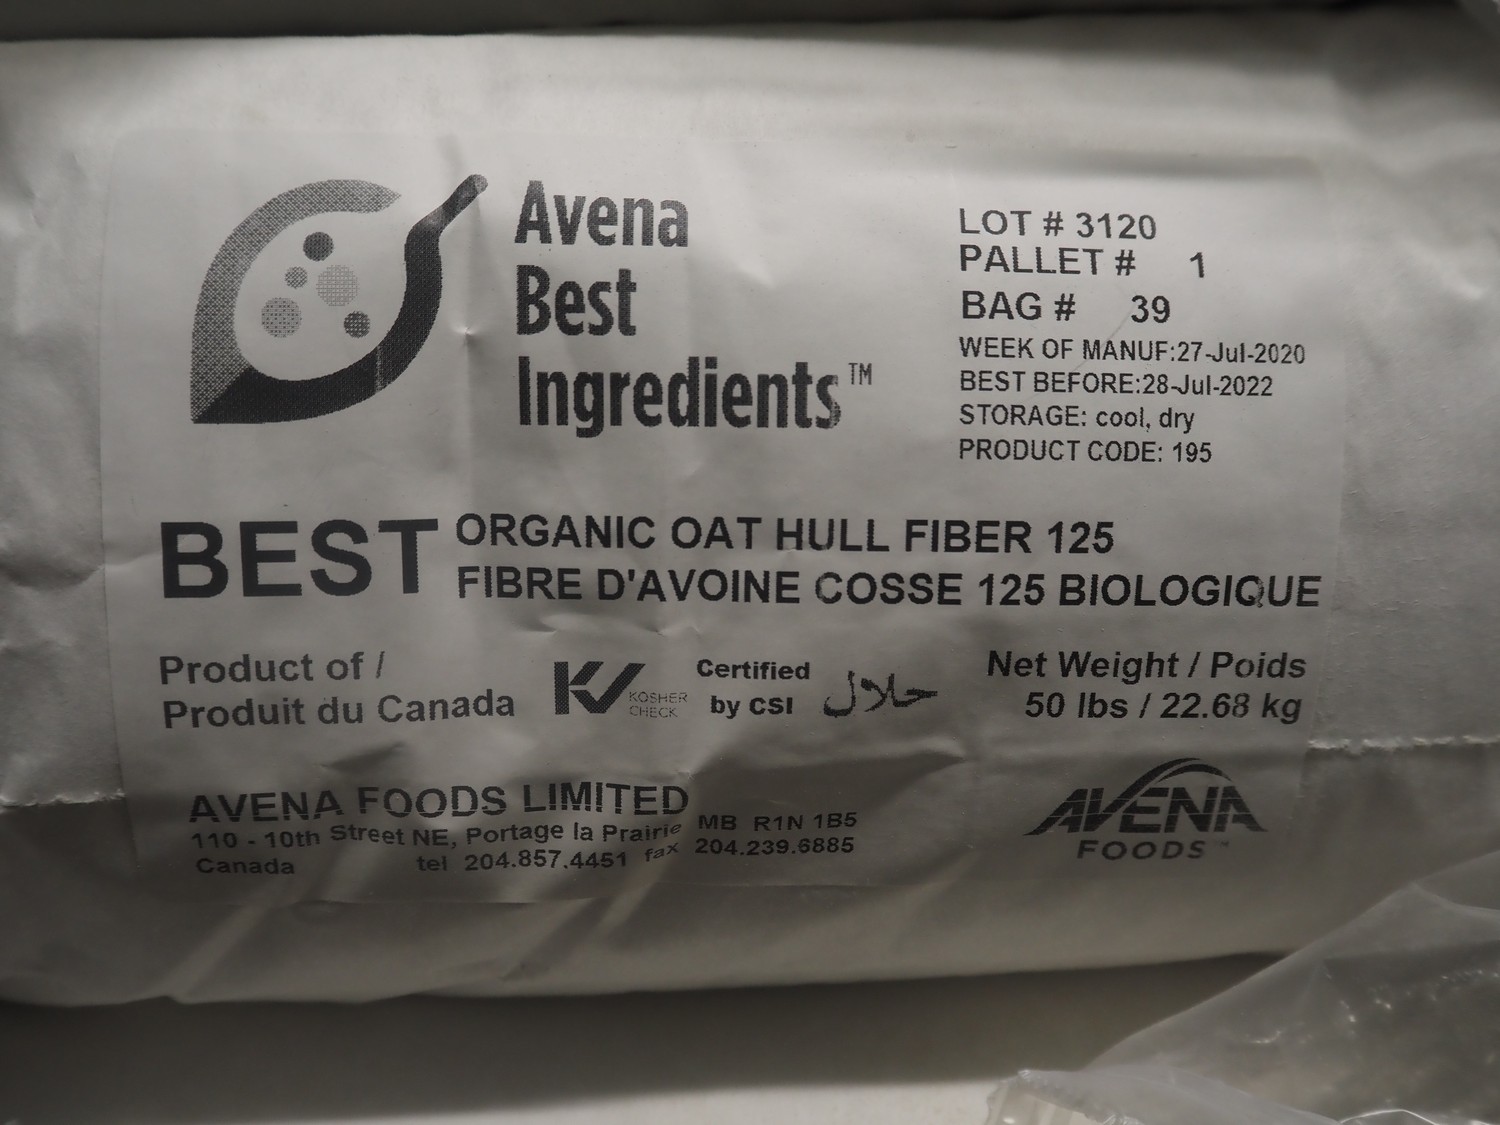 Avena
Best
Ingredients™
LOT # 3120
PALLET # 1
BAG # 39
WEEK OF MANUF:27-Jul-2020
BEST BEFORE:28-Jul-2022
STORAGE: cool, dry
PRODUCT CODE: 195
BEST ORGANIC OAT HULL FIBER 125
FIBRE D'AVOINE COSSE 125 BIOLOGIQUE
Product of /
Produit du Canada
KOSHER
CHECK
Certified
by CSI
حلال
Net Weight / Poids
50 lbs / 22.68 kg
AVENA FOODS LIMITED
110 - 10th Street NE, Portage la Prairie MB R1N 1B5
Canada tel 204.857.4451 fax 204.239.6885
AVENA
FOODS™